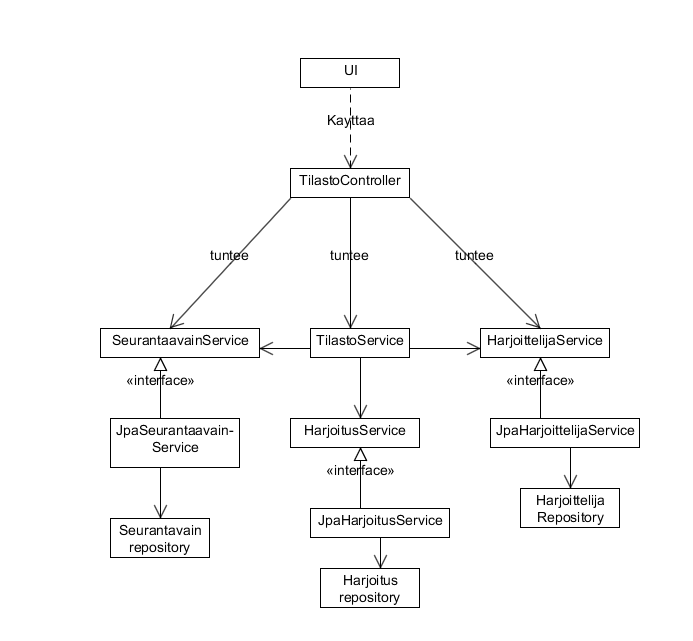 UI
Kayttaa
TilastoController
tuntee
tuntee
tuntee
SeurantaavainService
TilastoService
HarjoittelijaService
«interface»
«interface»
JpaSeurantaavain-
Service
HarjoitusService
JpaHarjoittelijaService
«interface»
Harjoittelija
Repository
JpaHarjoitusService
Seurantavain
repository
Harjoitus
repository